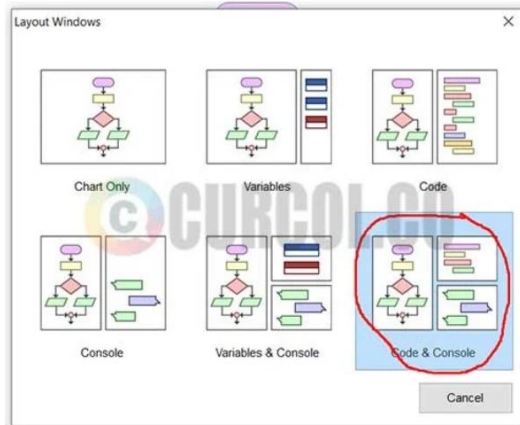 Layout Windows
Chart Only
Variables
Code
CURCOL.CO
Console
Variables & Console
Code & Console
Cancel